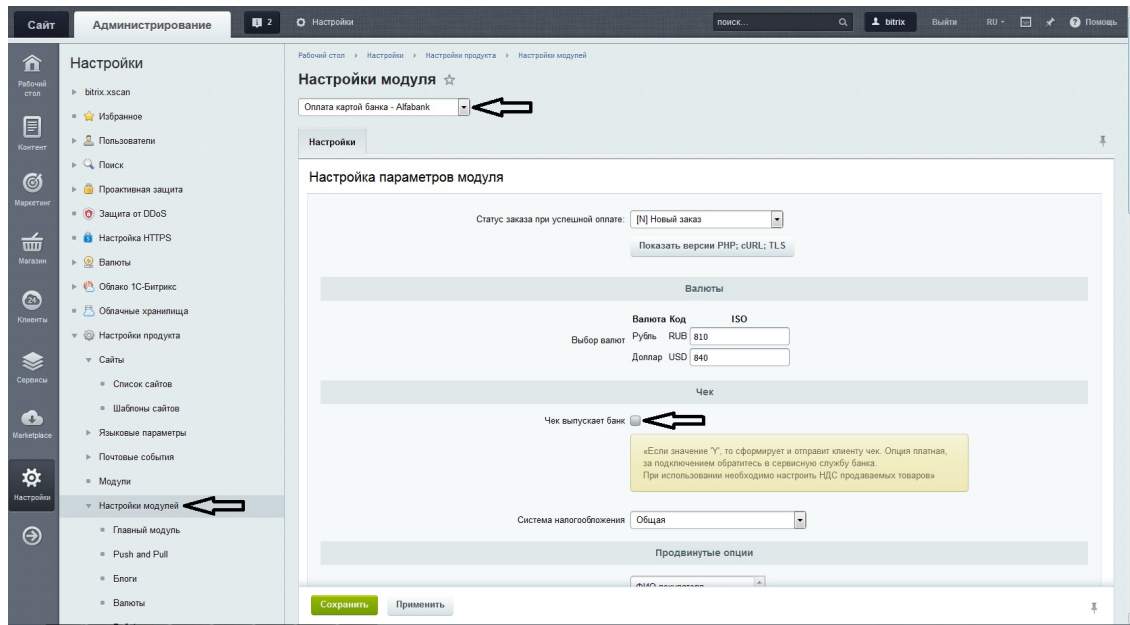 Сайт
Администрирование
2
Настройки
поиск...
bitrix
Выйти
RU
Помощь
Рабочий стол
Контент
Маркетинг
Магазин
24
Клиенты
Сервисы
Marketplace
Настройки
Настройки
bitrix.xscan
Избранное
Пользователи
Поиск
Проактивная защита
Защита от DDoS
Настройка HTTPS
Валюты
Облако 1С-Битрикс
Облачные хранилища
Настройки продукта
Сайты
Список сайтов
Шаблоны сайтов
Языковые параметры
Почтовые события
Модули
Настройки модулей
Главный модуль
Push and Pull
Блоги
Валюты
Рабочий стол Настройки Настройки продукта Настройки модулей
Настройки модуля
Оплата картой банка - Alfabank
Настройки
Настройка параметров модуля
Статус заказа при успешной оплате: [N] Новый заказ
Показать версии PHP; cURL; TLS
Валюты
Валюта Код ISO
Выбор валют
Рубль RUB 810
Доллар USD 840
Чек
Чек выпускает банк
«Если значение 'Y', то сформирует и отправит клиенту чек. Опция платная,
за подключением обратитесь в сервисную службу банка.
При использовании необходимо настроить НДС продаваемых товаров»
Система налогообложения Общая
Продвинутые опции
ФИО покупателя
Сохранить
Применить